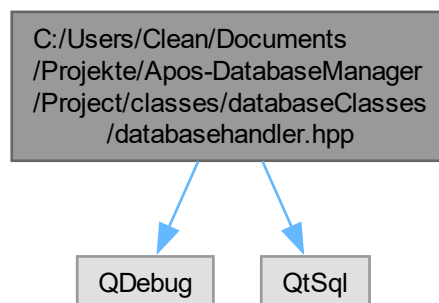 C:/Users/Clean/Documents
/Projekte/Apos-DatabaseManager
/Project/classes/databaseClasses
/databasehandler.hpp
QDebug
QtSql